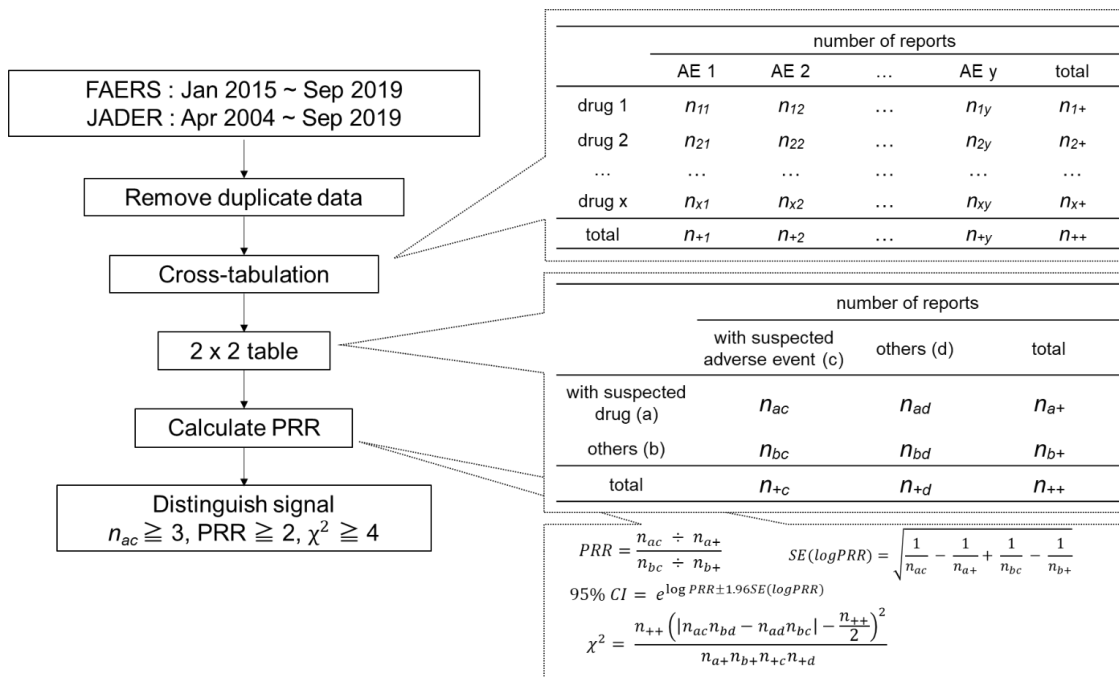 FAERS : Jan 2015 ~ Sep 2019
JADER : Apr 2004 ~ Sep 2019
Remove duplicate data
Cross-tabulation
2 x 2 table
Calculate PRR
Distinguish signal
n_ac ≧ 3, PRR ≧ 2, χ² ≧ 4
number of reports
AE 1 AE 2 … AE y total
drug 1 n_11 n_12 … n_1y n_1+
drug 2 n_21 n_22 … n_2y n_2+
… … … … … …
drug x n_x1 n_x2 … n_xy n_x+
total n_+1 n_+2 … n_+y n_++
number of reports
with suspected adverse event (c) others (d) total
with suspected drug (a) n_ac n_ad n_a+
others (b) n_bc n_bd n_b+
total n_+c n_+d n_++
PRR = (n_ac ÷ n_a+) / (n_bc ÷ n_b+)
SE(logPRR) = √(1/n_ac − 1/n_a+ + 1/n_bc − 1/n_b+)
95% CI = e^(log PRR±1.96SE(logPRR))
χ² = n_++ (|n_ac n_bd − n_ad n_bc| − n_++/2)² / (n_a+ n_b+ n_+c n_+d)